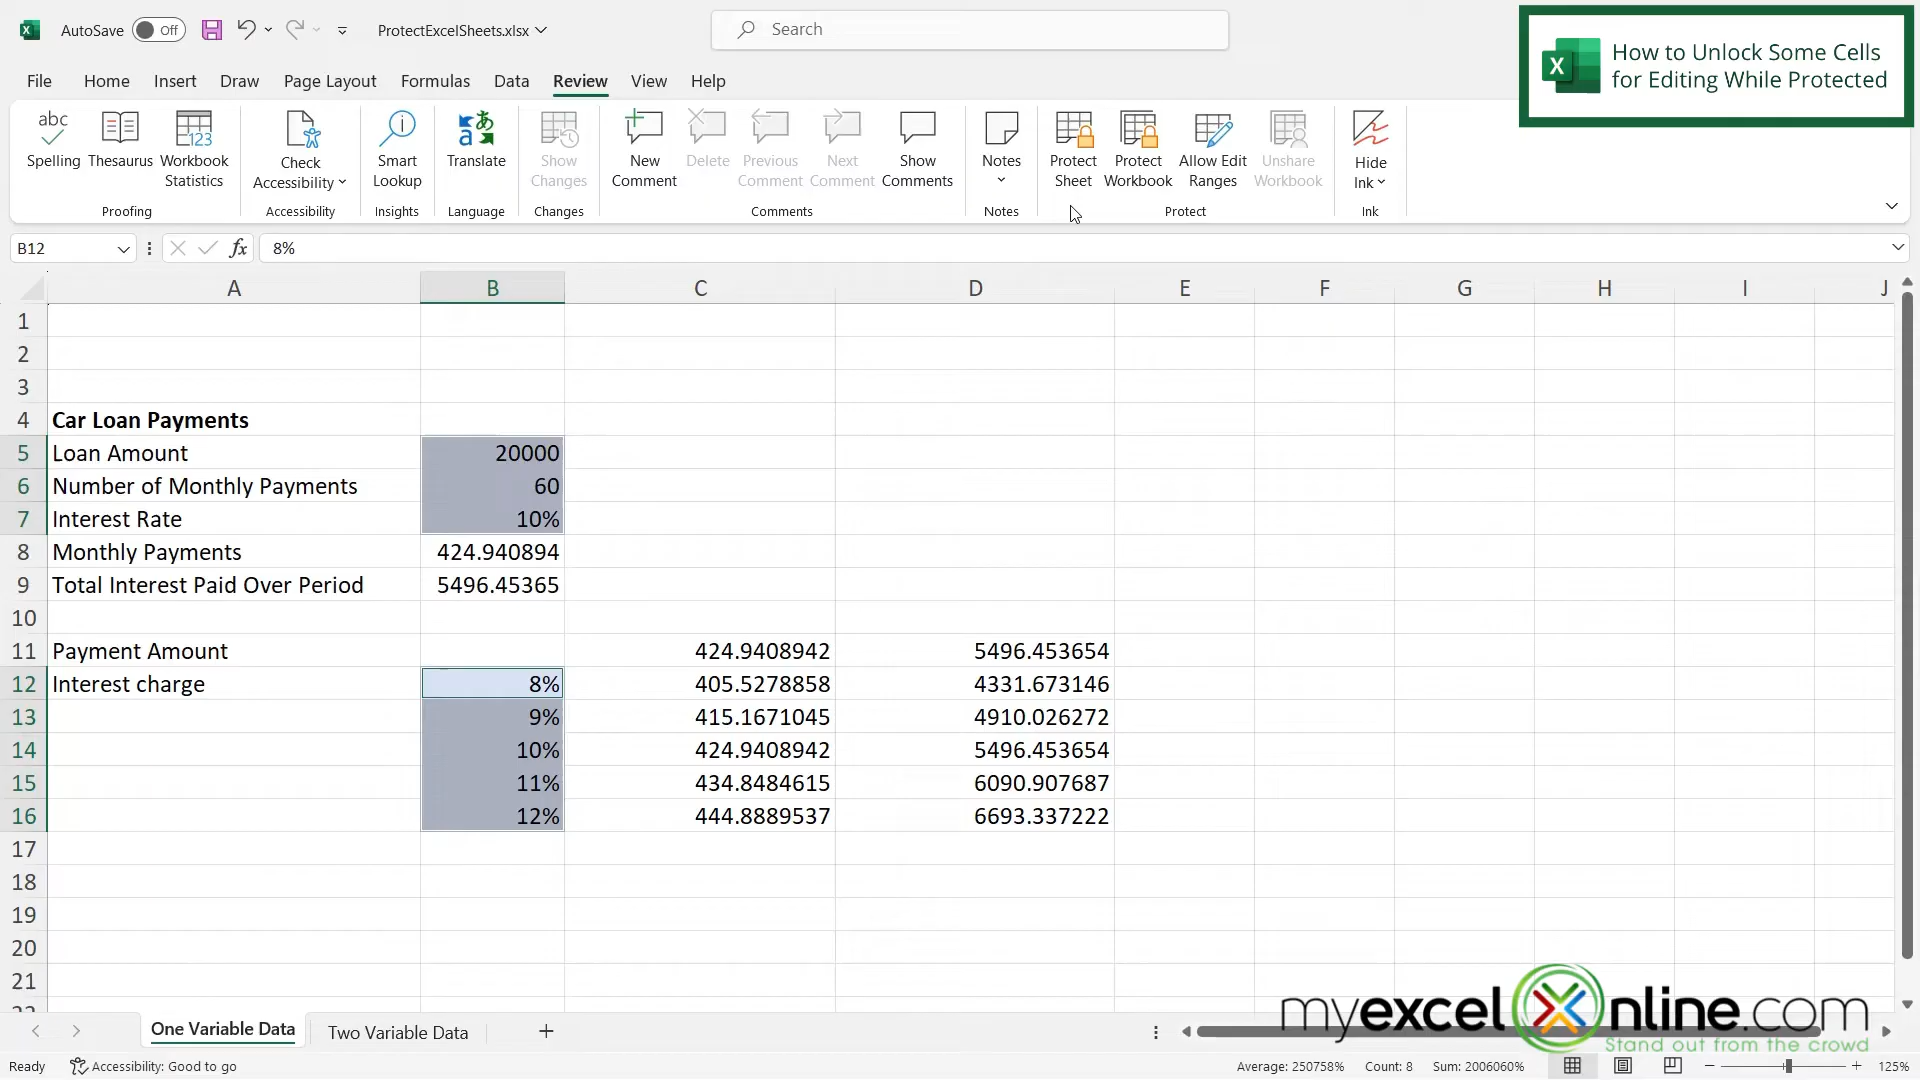 AutoSave Off ProtectExcelSheets.xlsx Search
How to Unlock Some Cells
for Editing While Protected
File Home Insert Draw Page Layout Formulas Data Review View Help
abc Spelling
Thesaurus
123 Workbook Statistics
Check Accessibility
Smart Lookup
Translate
Show Changes
New Comment
Delete
Previous Comment
Next Comment
Show Comments
Notes
Protect Sheet
Protect Workbook
Allow Edit Ranges
Unshare Workbook
Hide Ink
Proofing Accessibility Insights Language Changes Comments Notes Protect Ink
B12 fx 8%
A B C D E F G H I J
1
2
3
4 Car Loan Payments
5 Loan Amount 20000
6 Number of Monthly Payments 60
7 Interest Rate 10%
8 Monthly Payments 424.940894
9 Total Interest Paid Over Period 5496.45365
10
11 Payment Amount 424.9408942 5496.453654
12 Interest charge 8% 405.5278858 4331.673146
13 9% 415.1671045 4910.026272
14 10% 424.9408942 5496.453654
15 11% 434.8484615 6090.907687
16 12% 444.8889537 6693.337222
17
18
19
20
21
myexcelonline.com
Stand out from the crowd
One Variable Data Two Variable Data
Ready Accessibility: Good to go Average: 250758% Count: 8 Sum: 2006060% 125%